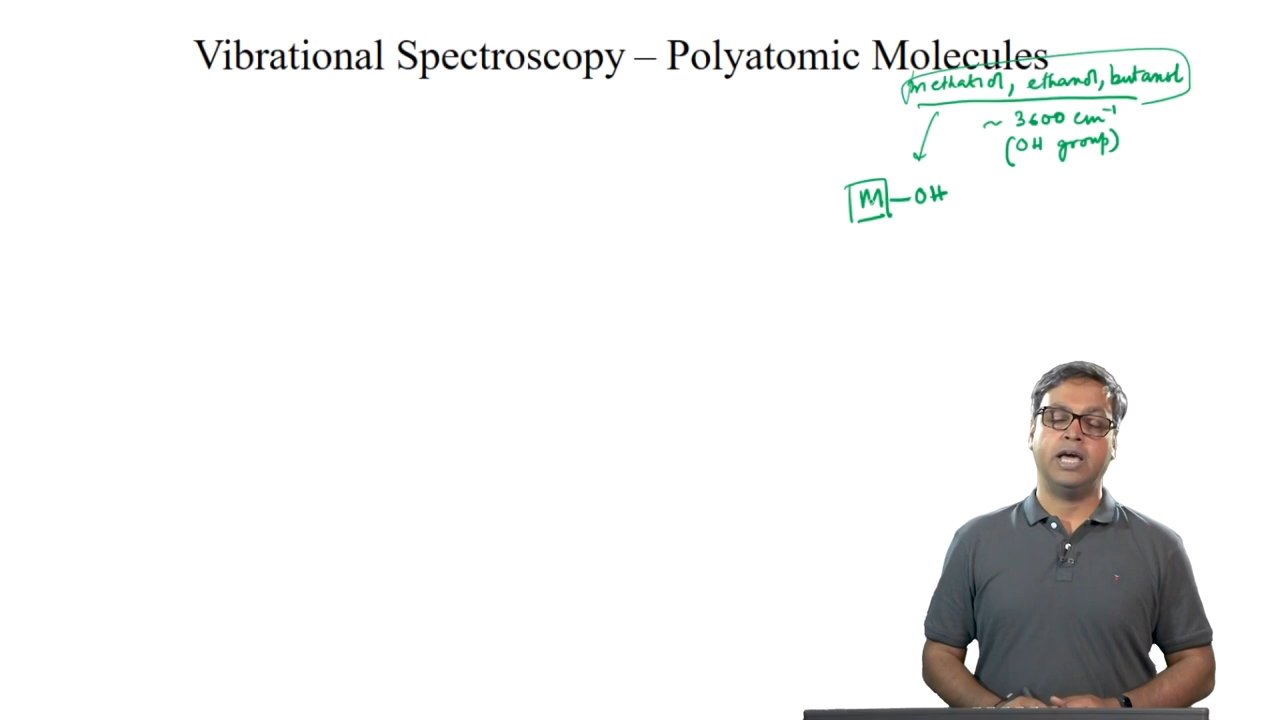 Vibrational Spectroscopy – Polyatomic Molecules
methanol, ethanol, butanol
~ 3600 cm⁻¹
(OH group)
M—OH